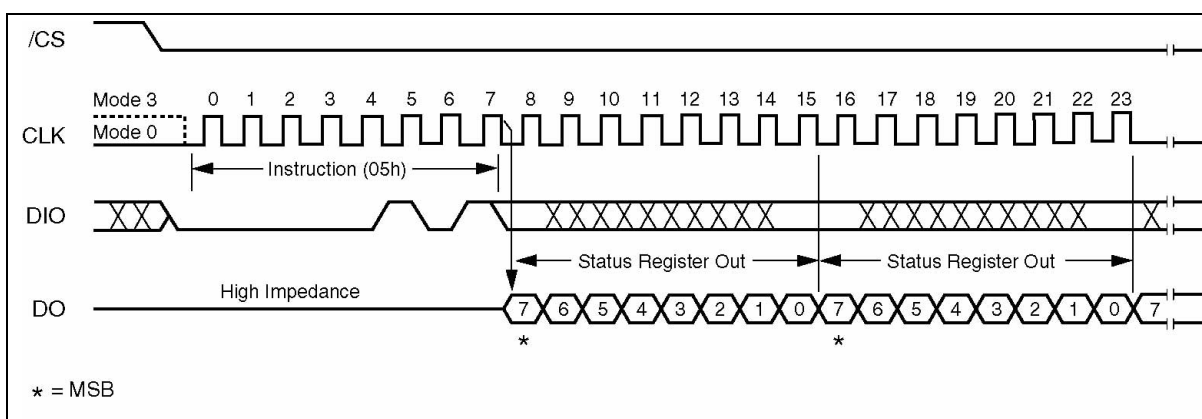 /CS
Mode 3 0 1 2 3 4 5 6 7 8 9 10 11 12 13 14 15 16 17 18 19 20 21 22 23
CLK Mode 0
Instruction (05h)
DIO
Status Register Out Status Register Out
High Impedance
DO 7 6 5 4 3 2 1 0 7 6 5 4 3 2 1 0 7
* *
* = MSB